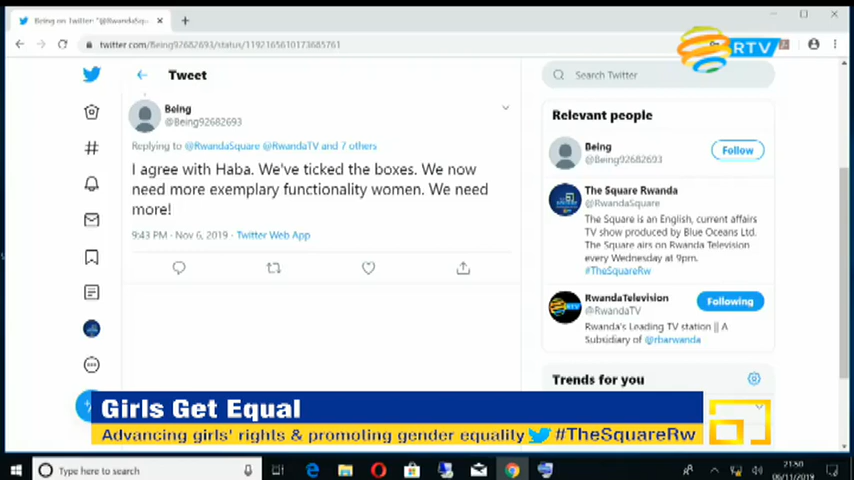 Being on Twitter: "@RwandaSqu
twitter.com/Being92682693/status/1192165610173685761
RTV
Tweet
Search Twitter
Being
@Being92682693
Replying to @RwandaSquare @RwandaTV and 7 others
I agree with Haba. We've ticked the boxes. We now
need more exemplary functionality women. We need
more!
9:43 PM · Nov 6, 2019 · Twitter Web App
Relevant people
Being
@Being92682693
Follow
The Square Rwanda
@RwandaSquare
The Square is an English, current affairs
TV show produced by Blue Oceans Ltd.
The Square airs on Rwanda Television
every Wednesday at 9pm.
#TheSquareRw
RwandaTelevision
@RwandaTV
Following
Rwanda's Leading TV station || A
Subsidiary of @rbarwanda
Trends for you
Girls Get Equal
Advancing girls' rights & promoting gender equality #TheSquareRw
Type here to search
21:50
06/11/2019